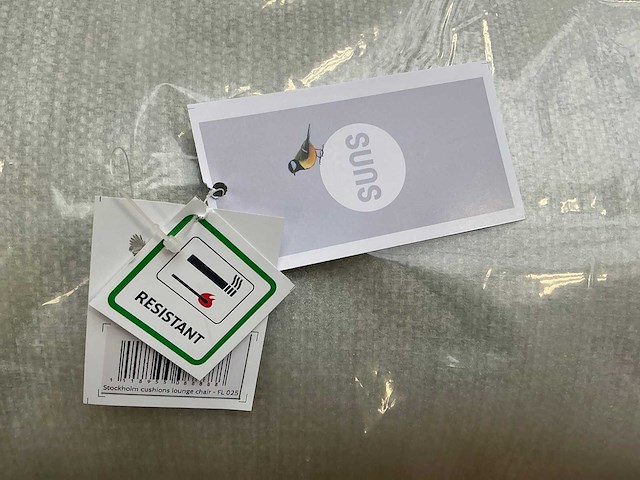 suns
RESISTANT
Stockholm cushions lounge chair - FL 025